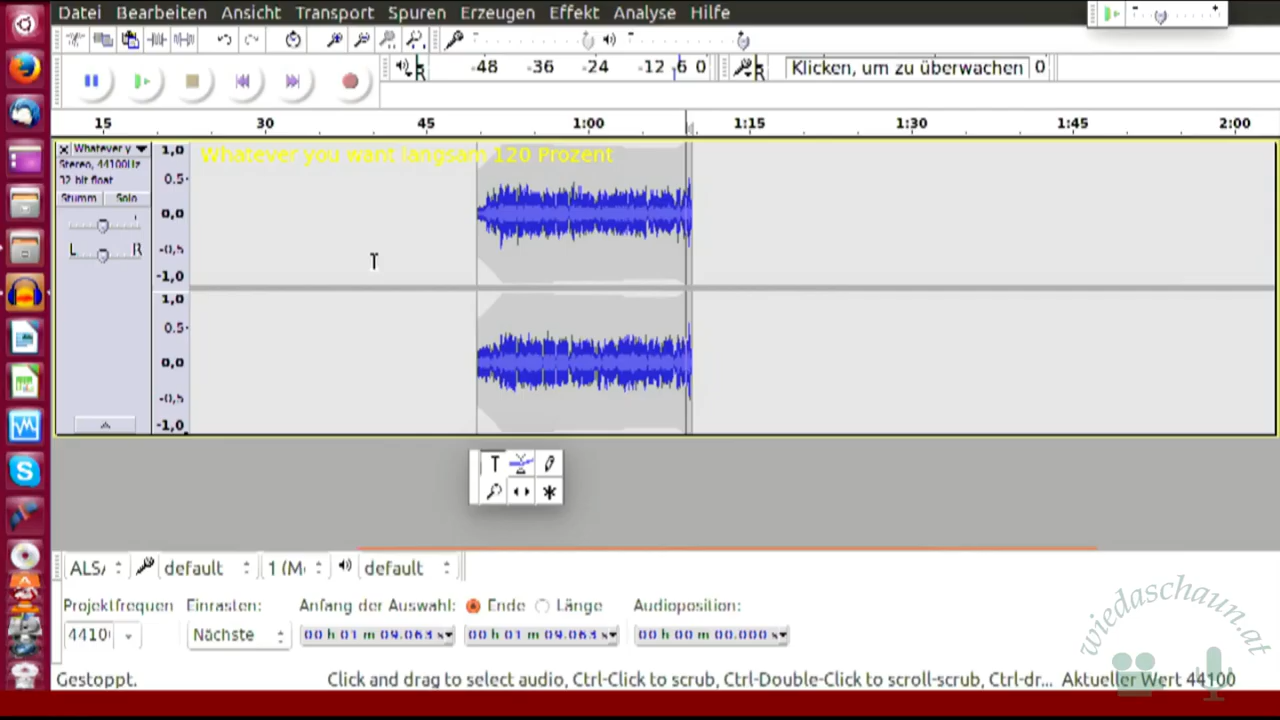 Datei Bearbeiten Ansicht Transport Spuren Erzeugen Effekt Analyse Hilfe
-48 -36 -24 -12 -6 0 Klicken, um zu überwachen 0
15 30 45 1:00 1:15 1:30 1:45 2:00
Whatever y
Stereo, 44100Hz
32 bit float
Stumm Solo
L R
1,0
0,5
0,0
-0,5
-1,0
1,0
0,5
0,0
-0,5
-1,0
Whatever you want langsam 120 Prozent
ALSA default 1 (Mo default
Projektfrequen Einrasten: Anfang der Auswahl: Ende Länge Audioposition:
44100 Nächste 00 h 01 m 09.063 s 00 h 01 m 09.063 s 00 h 00 m 00.000 s
Gestoppt. Click and drag to select audio, Ctrl-Click to scrub, Ctrl-Double-Click to scroll-scrub, Ctrl-dr... Aktueller Wert 44100
wiedaschaun.at